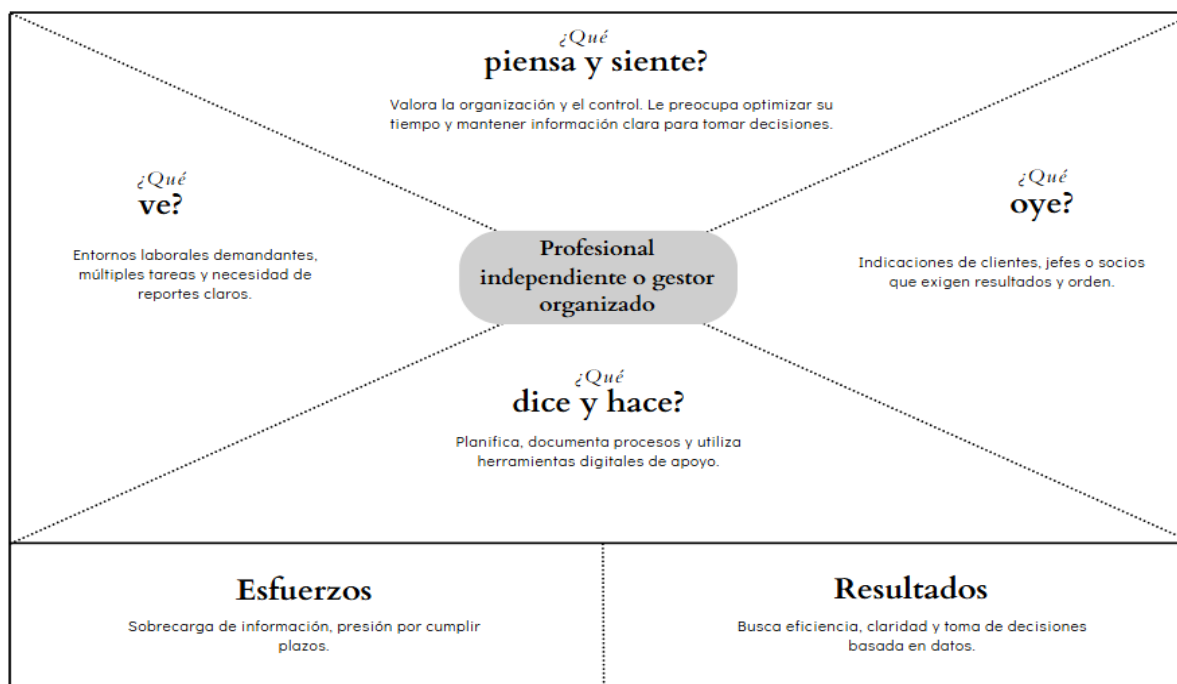 ¿Qué
piensa y siente?
Valora la organización y el control. Le preocupa optimizar su
tiempo y mantener información clara para tomar decisiones.
¿Qué
ve?
Entornos laborales demandantes,
múltiples tareas y necesidad de
reportes claros.
Profesional
independiente o gestor
organizado
¿Qué
oye?
Indicaciones de clientes, jefes o socios
que exigen resultados y orden.
¿Qué
dice y hace?
Planifica, documenta procesos y utiliza
herramientas digitales de apoyo.
Esfuerzos
Sobrecarga de información, presión por cumplir
plazos.
Resultados
Busca eficiencia, claridad y toma de decisiones
basada en datos.